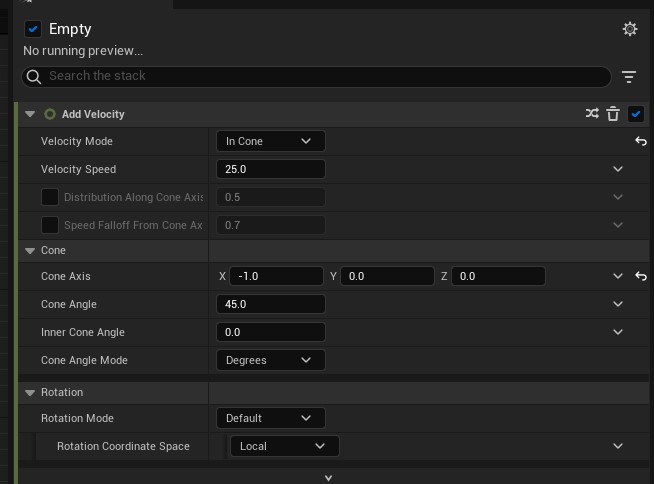 Empty
No running preview...
Search the stack
Add Velocity
Velocity Mode In Cone
Velocity Speed 25.0
Distribution Along Cone Axis 0.5
Speed Falloff From Cone Ax 0.7
Cone
Cone Axis X -1.0 Y 0.0 Z 0.0
Cone Angle 45.0
Inner Cone Angle 0.0
Cone Angle Mode Degrees
Rotation
Rotation Mode Default
Rotation Coordinate Space Local